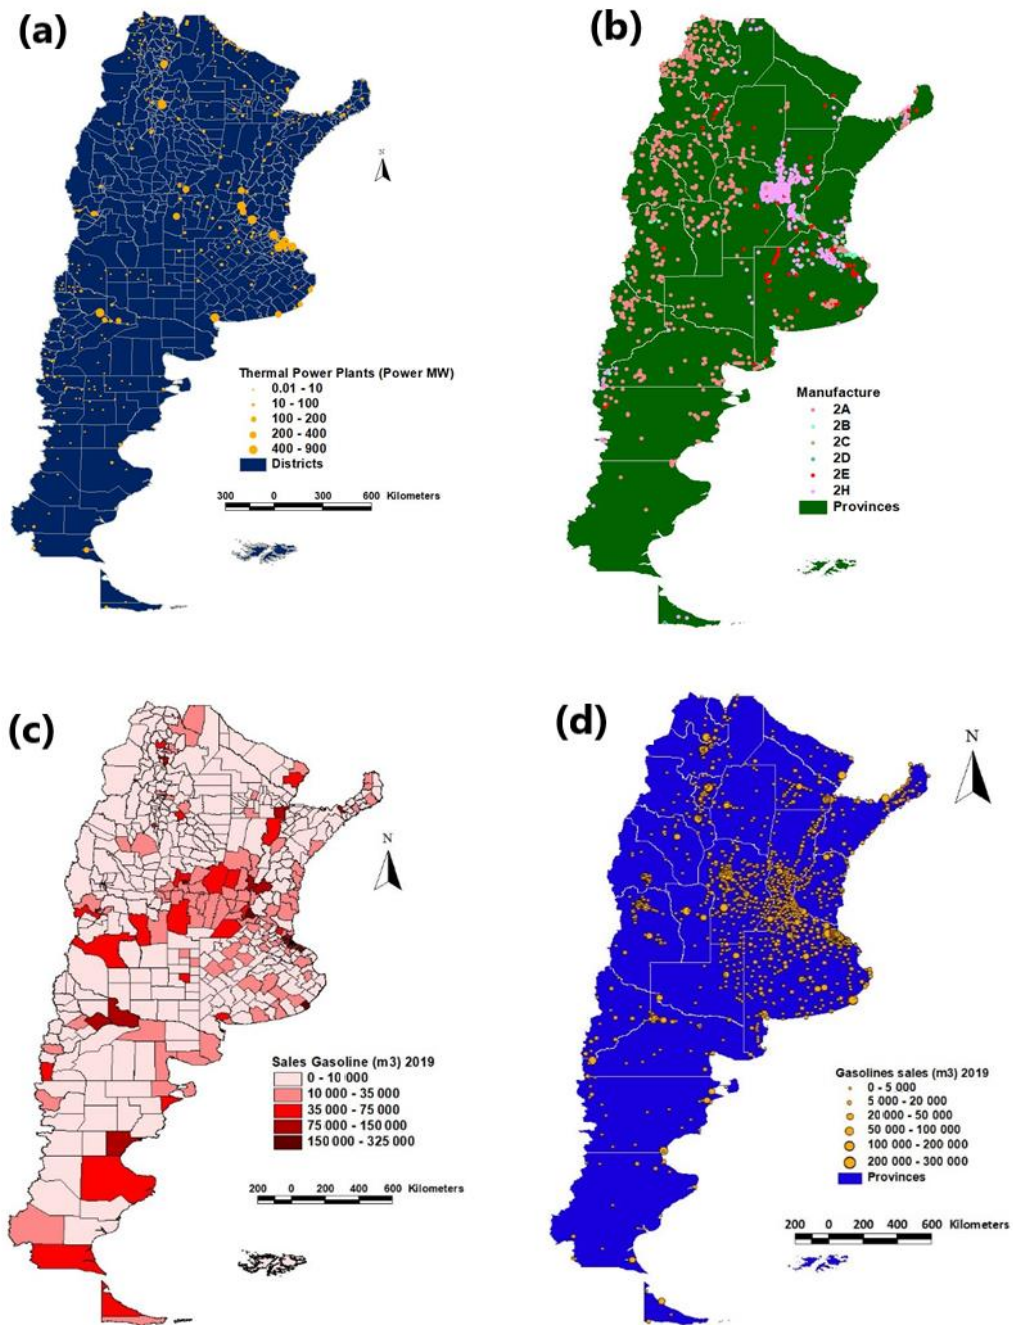 (a)
N
Thermal Power Plants (Power MW)
0.01 - 10
10 - 100
100 - 200
200 - 400
400 - 900
Districts
300 0 300 600 Kilometers
(b)
Manufacture
2A
2B
2C
2D
2E
2H
Provinces
(c)
N
Sales Gasoline (m3) 2019
0 - 10 000
10 000 - 35 000
35 000 - 75 000
75 000 - 150 000
150 000 - 325 000
200 0 200 400 600 Kilometers
(d)
N
Gasolines sales (m3) 2019
0 - 5 000
5 000 - 20 000
20 000 - 50 000
50 000 - 100 000
100 000 - 200 000
200 000 - 300 000
Provinces
200 0 200 400 600 Kilometers